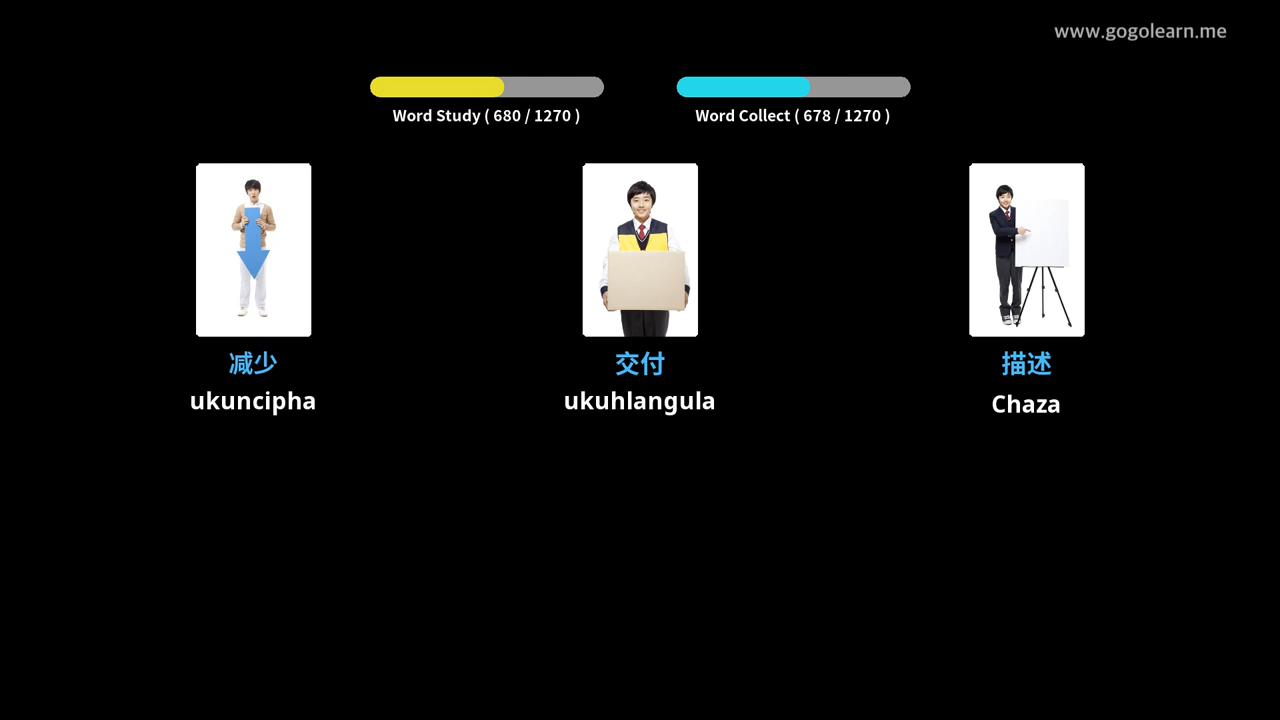 www.gogolearn.me
Word Study ( 680 / 1270 )
Word Collect ( 678 / 1270 )
减少
ukuncipha
交付
ukuhlangula
描述
Chaza